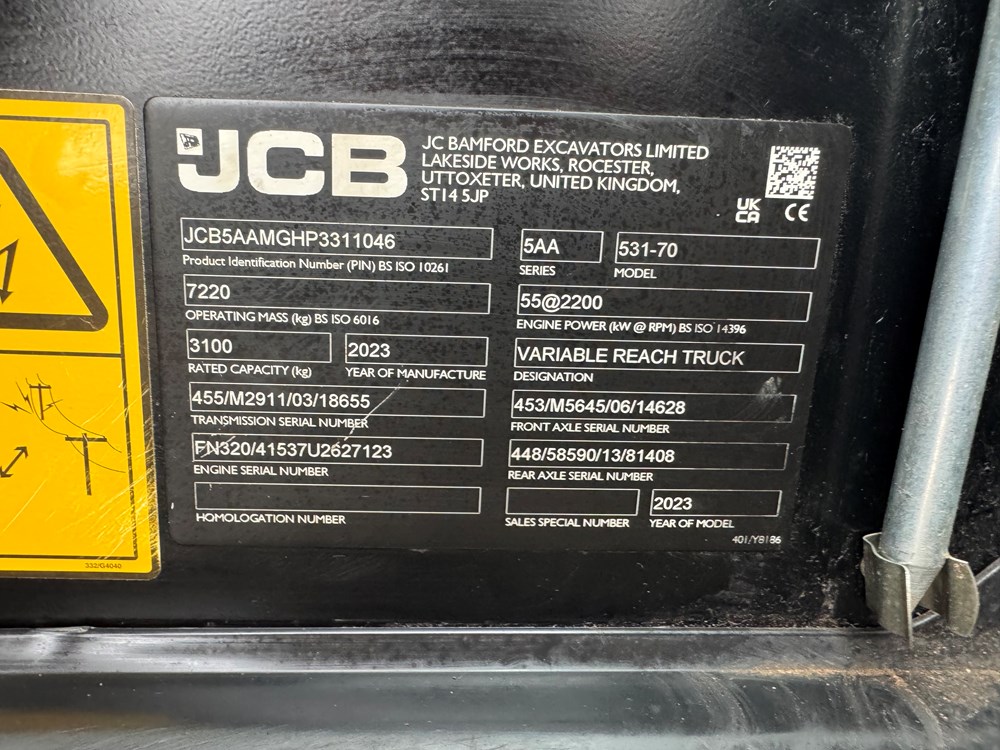 JCB
JC BAMFORD EXCAVATORS LIMITED
LAKESIDE WORKS, ROCESTER,
UTTOXETER, UNITED KINGDOM,
ST14 5JP
UK
CA
CE
JCB5AAMGHP3311046
Product Identification Number (PIN) BS ISO 10261
5AA
SERIES
531-70
MODEL
7220
OPERATING MASS (kg) BS ISO 6016
55@2200
ENGINE POWER (kW @ RPM) BS ISO 14396
3100
RATED CAPACITY (kg)
2023
YEAR OF MANUFACTURE
VARIABLE REACH TRUCK
DESIGNATION
455/M2911/03/18655
TRANSMISSION SERIAL NUMBER
453/M5645/06/14628
FRONT AXLE SERIAL NUMBER
FN320/41537U2627123
ENGINE SERIAL NUMBER
448/58590/13/81408
REAR AXLE SERIAL NUMBER
HOMOLOGATION NUMBER
SALES SPECIAL NUMBER
2023
YEAR OF MODEL
401/Y8186
332/G4040